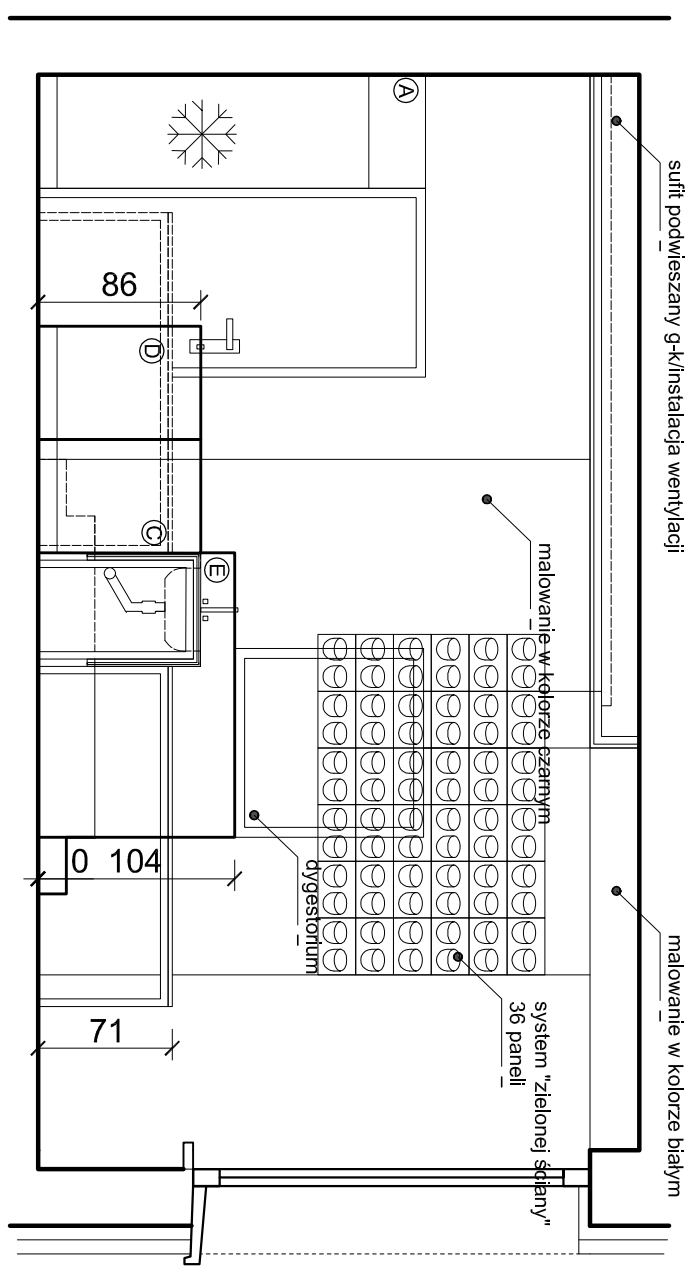 sufit podwieszany g-k/instalacja wentylacji
A
86
D
C
E
malowanie w kolorze czarnym
malowanie w kolorze białym
dygestorium
system "zielonej ściany"
36 paneli
0 104
71